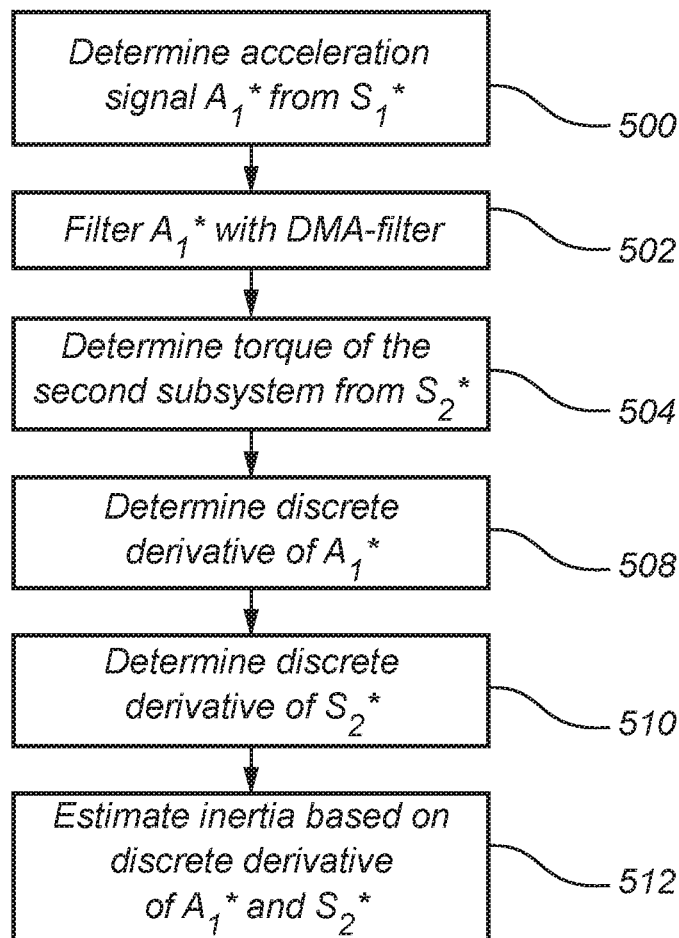 Determine acceleration
signal A1* from S1*
500
Filter A1* with DMA-filter
502
Determine torque of the
second subsystem from S2*
504
Determine discrete
derivative of A1*
508
Determine discrete
derivative of S2*
510
Estimate inertia based on
discrete derivative
of A1* and S2*
512